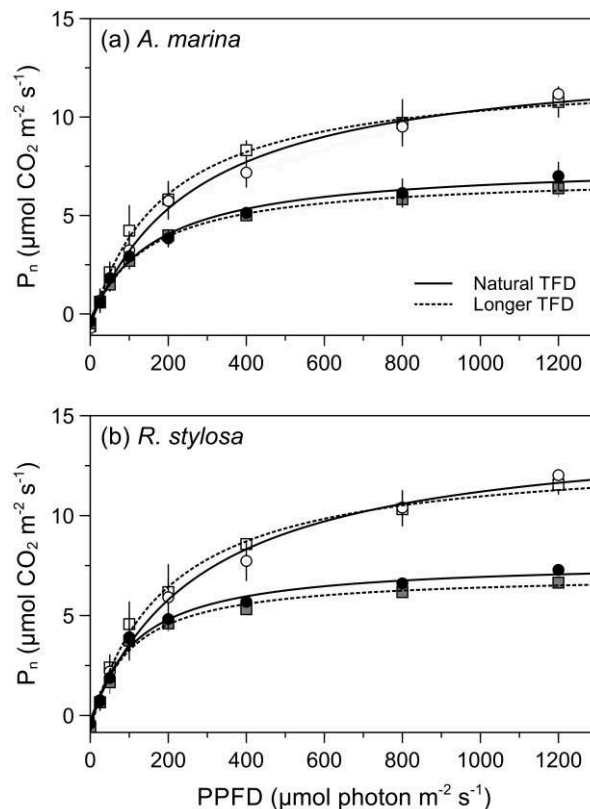 (a) A. marina
15
10
5
0
Pn (μmol CO2 m-2 s-1)
Natural TFD
Longer TFD
0 200 400 600 800 1000 1200
(b) R. stylosa
15
10
5
0
Pn (μmol CO2 m-2 s-1)
0 200 400 600 800 1000 1200
PPFD (μmol photon m-2 s-1)